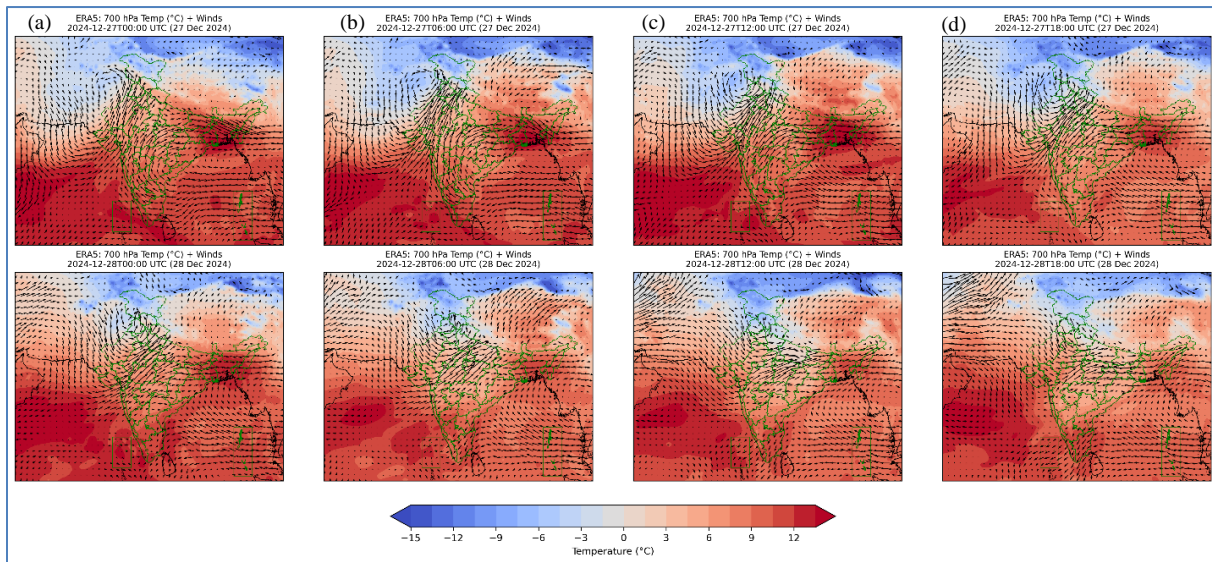 (a)
ERA5: 700 hPa Temp (°C) + Winds
2024-12-27T00:00 UTC (27 Dec 2024)
(b)
ERA5: 700 hPa Temp (°C) + Winds
2024-12-27T06:00 UTC (27 Dec 2024)
(c)
ERA5: 700 hPa Temp (°C) + Winds
2024-12-27T12:00 UTC (27 Dec 2024)
(d)
ERA5: 700 hPa Temp (°C) + Winds
2024-12-27T18:00 UTC (27 Dec 2024)
ERA5: 700 hPa Temp (°C) + Winds
2024-12-28T00:00 UTC (28 Dec 2024)
ERA5: 700 hPa Temp (°C) + Winds
2024-12-28T06:00 UTC (28 Dec 2024)
ERA5: 700 hPa Temp (°C) + Winds
2024-12-28T12:00 UTC (28 Dec 2024)
ERA5: 700 hPa Temp (°C) + Winds
2024-12-28T18:00 UTC (28 Dec 2024)
−15 −12 −9 −6 −3 0 3 6 9 12
Temperature (°C)